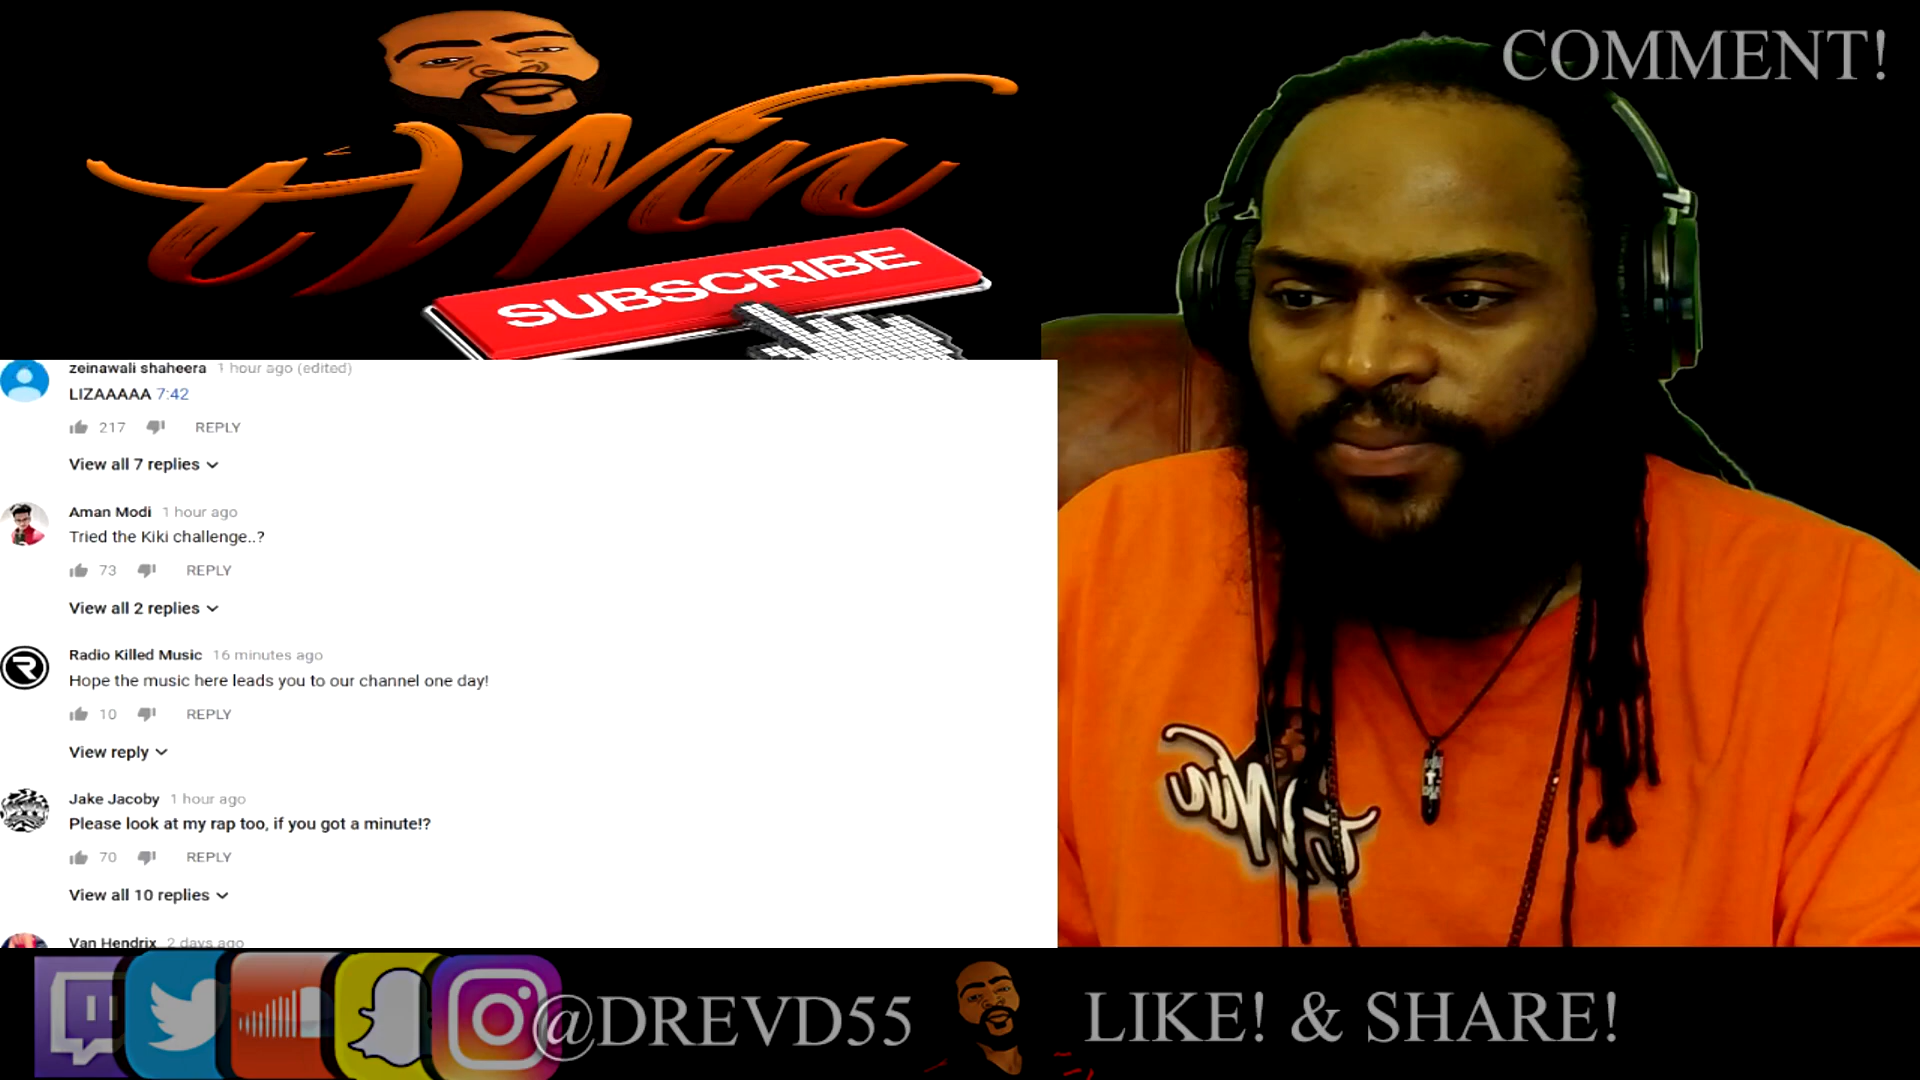 COMMENT!
tWin
SUBSCRIBE
zeinawali shaheera 1 hour ago (edited)
LIZAAAAA 7:42
217 REPLY
View all 7 replies
Aman Modi 1 hour ago
Tried the Kiki challenge..?
73 REPLY
View all 2 replies
Radio Killed Music 16 minutes ago
Hope the music here leads you to our channel one day!
10 REPLY
View reply
Jake Jacoby 1 hour ago
Please look at my rap too, if you got a minute!?
70 REPLY
View all 10 replies
Van Hendrix 2 days ago
tWin
@DREVD55
LIKE! & SHARE!